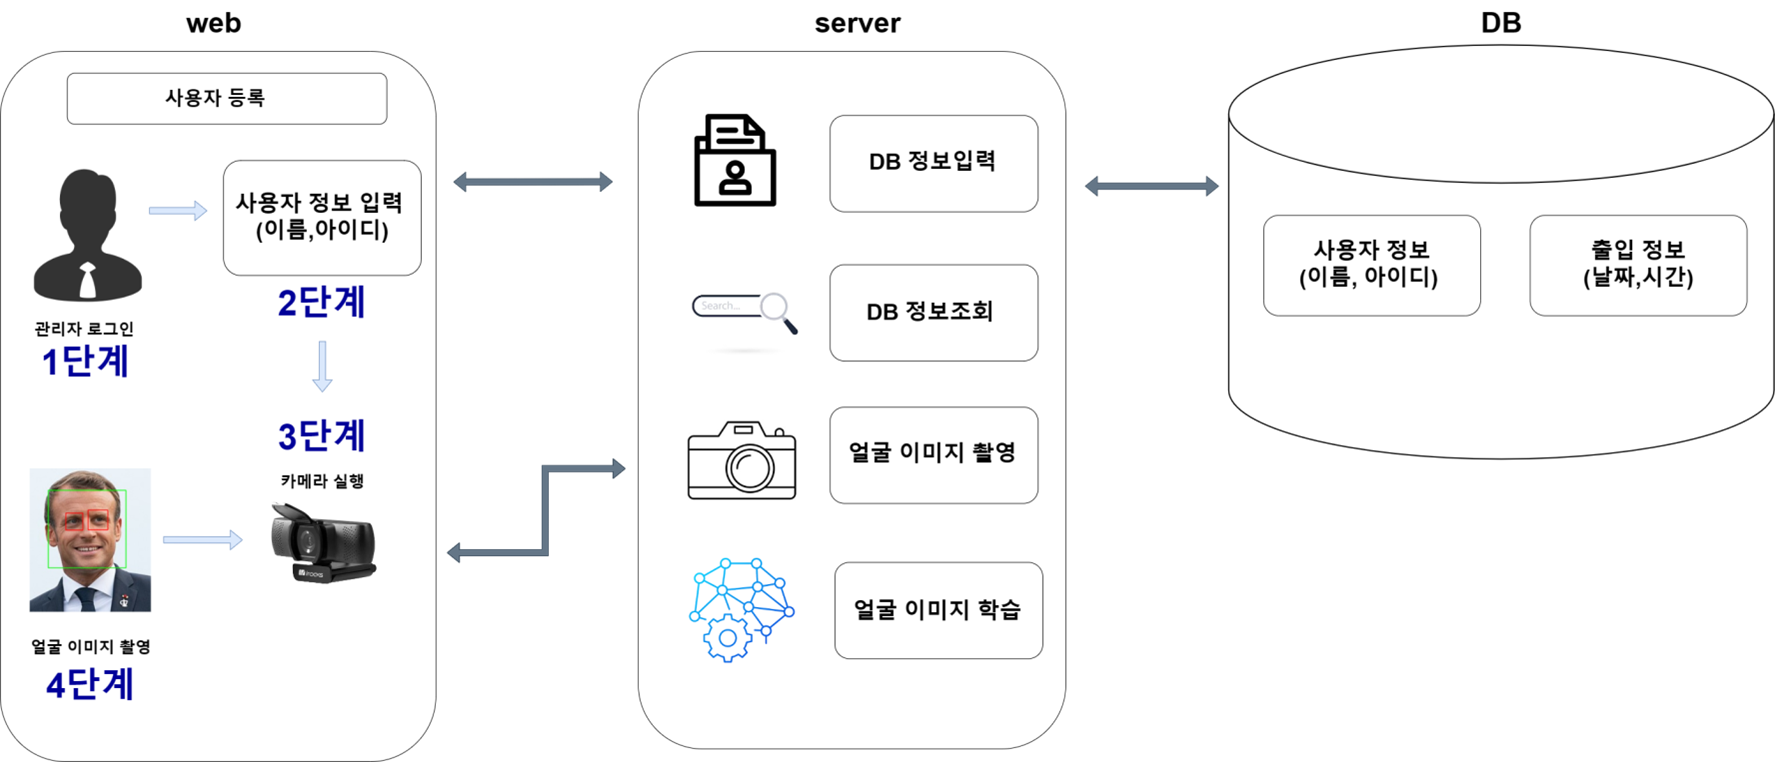 web
사용자 등록
사용자 정보 입력
(이름,아이디)
2단계
관리자 로그인
1단계
3단계
카메라 실행
얼굴 이미지 촬영
4단계
server
DB 정보입력
Search...
DB 정보조회
얼굴 이미지 촬영
얼굴 이미지 학습
DB
사용자 정보
(이름, 아이디)
출입 정보
(날짜,시간)